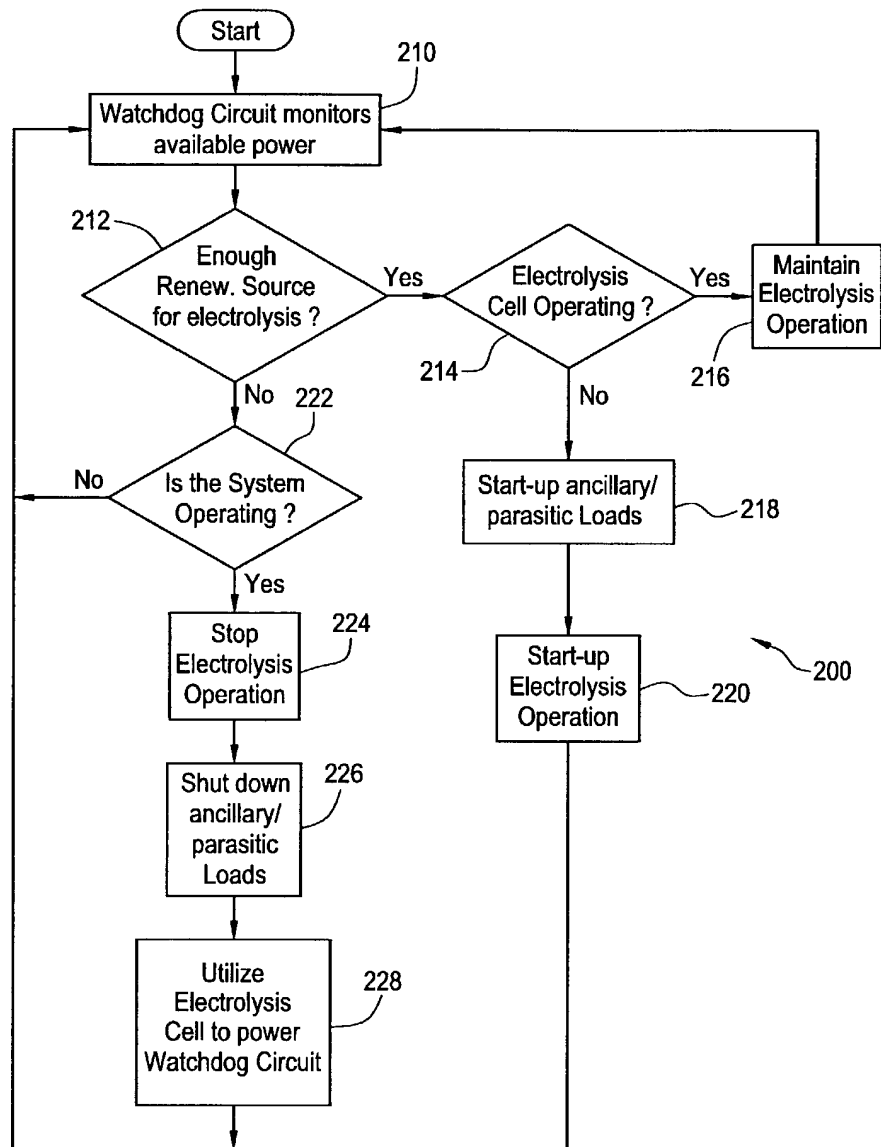 Start
210
Watchdog Circuit monitors
available power
212
Enough
Renew. Source
for electrolysis ?
Yes
Electrolysis
Cell Operating ?
214
Yes
Maintain
Electrolysis
Operation
216
No
222
No
Is the System
Operating ?
No
Start-up ancillary/
parasitic Loads
218
Yes
Stop
Electrolysis
Operation
224
Start-up
Electrolysis
Operation
220
200
Shut down
ancillary/
parasitic
Loads
226
Utilize
Electrolysis
Cell to power
Watchdog Circuit
228